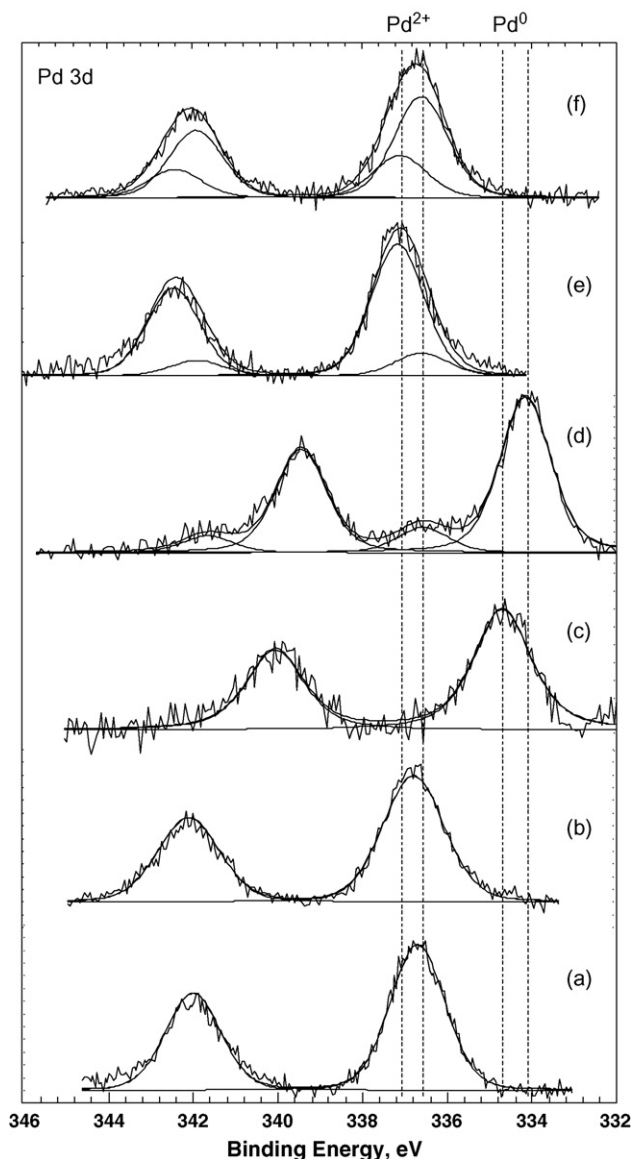 Pd²⁺ Pd⁰
Pd 3d
(f)
(e)
(d)
(c)
(b)
(a)
346 344 342 340 338 336 334 332
Binding Energy, eV